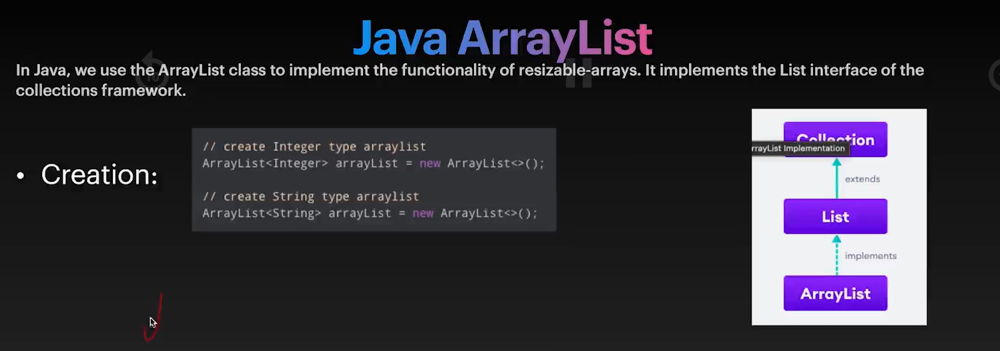 Java ArrayList
In Java, we use the ArrayList class to implement the functionality of resizable-arrays. It implements the List interface of the
collections framework.
• Creation:
// create Integer type arraylist
ArrayList<Integer> arrayList = new ArrayList<>();
// create String type arraylist
ArrayList<String> arrayList = new ArrayList<>();
Collection
rrayList Implementation
extends
List
implements
ArrayList